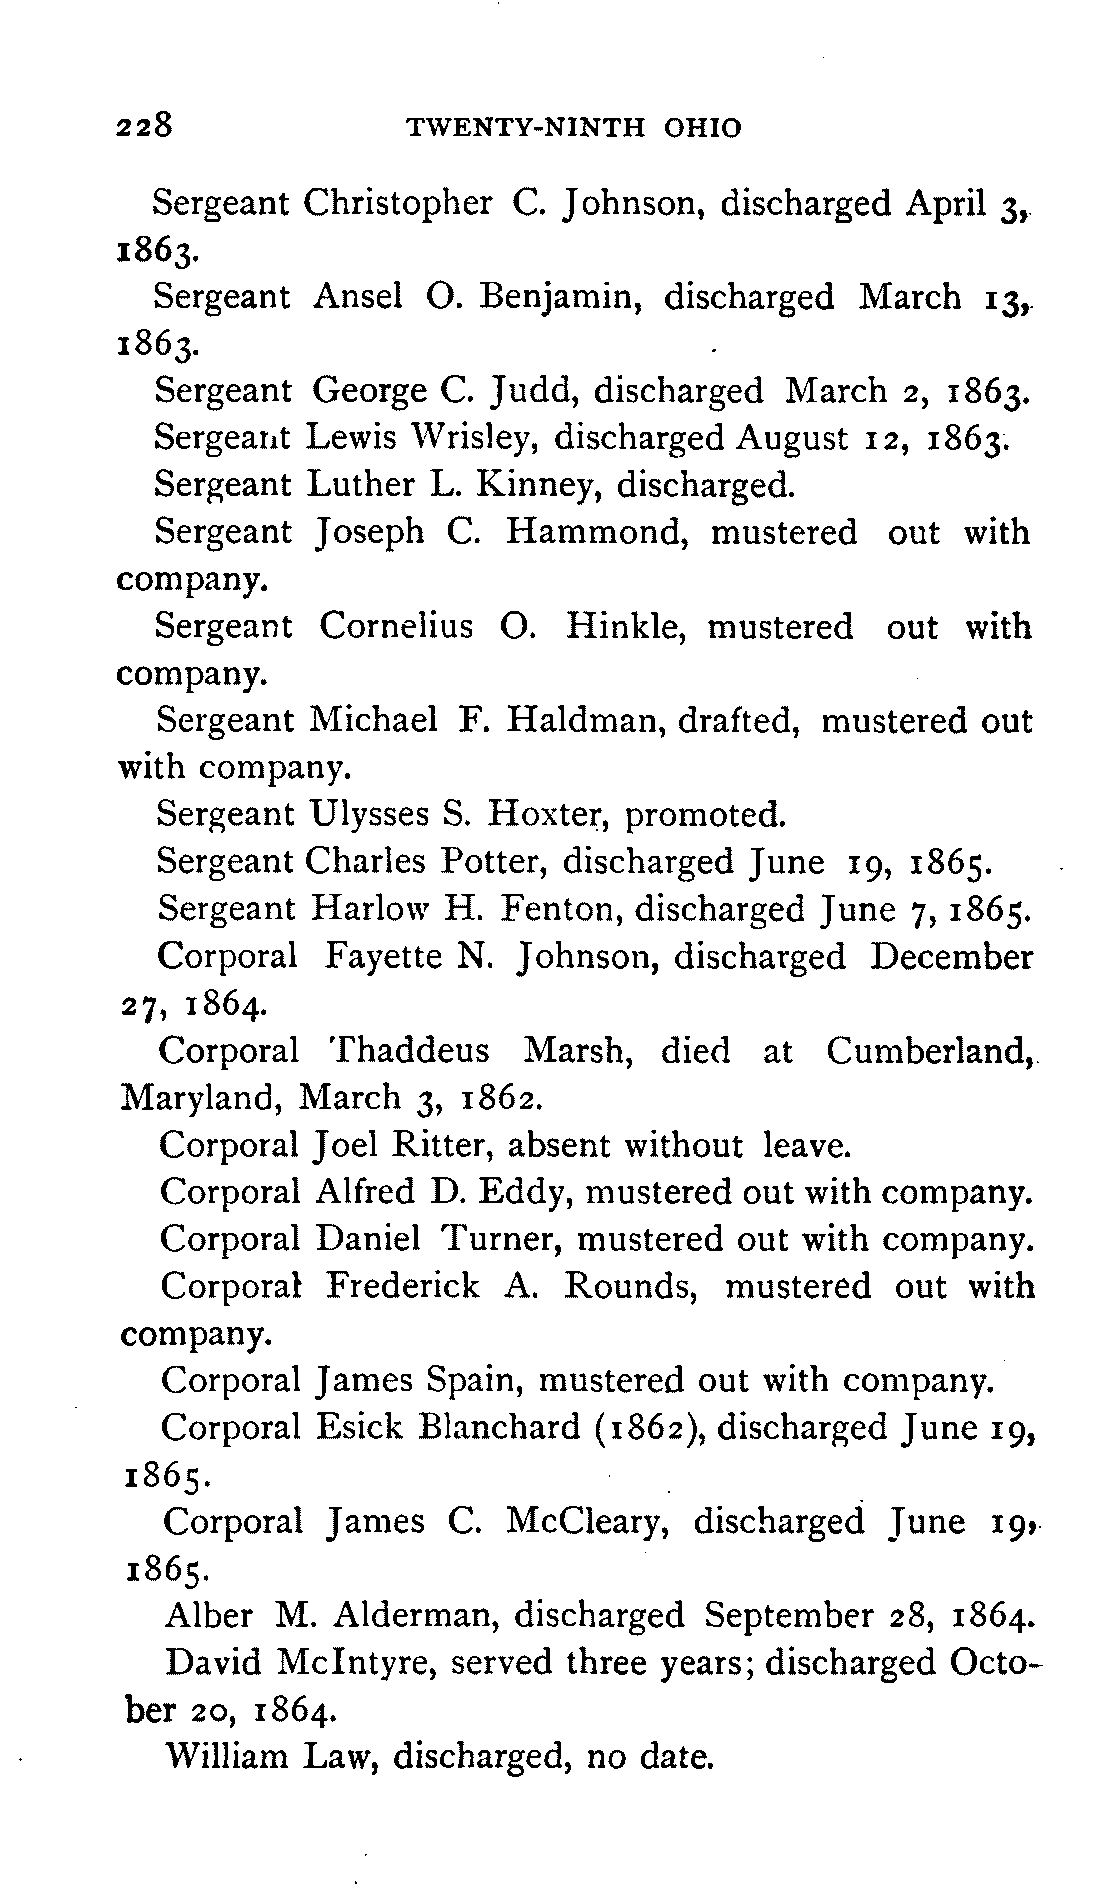 228 TWENTY-NINTH OHIO
Sergeant Christopher C. Johnson, discharged April 3,
1863.
Sergeant Ansel O. Benjamin, discharged March 13,
1863.
Sergeant George C. Judd, discharged March 2, 1863.
Sergeant Lewis Wrisley, discharged August 12, 1863.
Sergeant Luther L. Kinney, discharged.
Sergeant Joseph C. Hammond, mustered out with
company.
Sergeant Cornelius O. Hinkle, mustered out with
company.
Sergeant Michael F. Haldman, drafted, mustered out
with company.
Sergeant Ulysses S. Hoxter, promoted.
Sergeant Charles Potter, discharged June 19, 1865.
Sergeant Harlow H. Fenton, discharged June 7, 1865.
Corporal Fayette N. Johnson, discharged December
27, 1864.
Corporal Thaddeus Marsh, died at Cumberland,
Maryland, March 3, 1862.
Corporal Joel Ritter, absent without leave.
Corporal Alfred D. Eddy, mustered out with company.
Corporal Daniel Turner, mustered out with company.
Corporal Frederick A. Rounds, mustered out with
company.
Corporal James Spain, mustered out with company.
Corporal Esick Blanchard (1862), discharged June 19,
1865.
Corporal James C. McCleary, discharged June 19,
1865.
Alber M. Alderman, discharged September 28, 1864.
David McIntyre, served three years; discharged Octo-
ber 20, 1864.
William Law, discharged, no date.